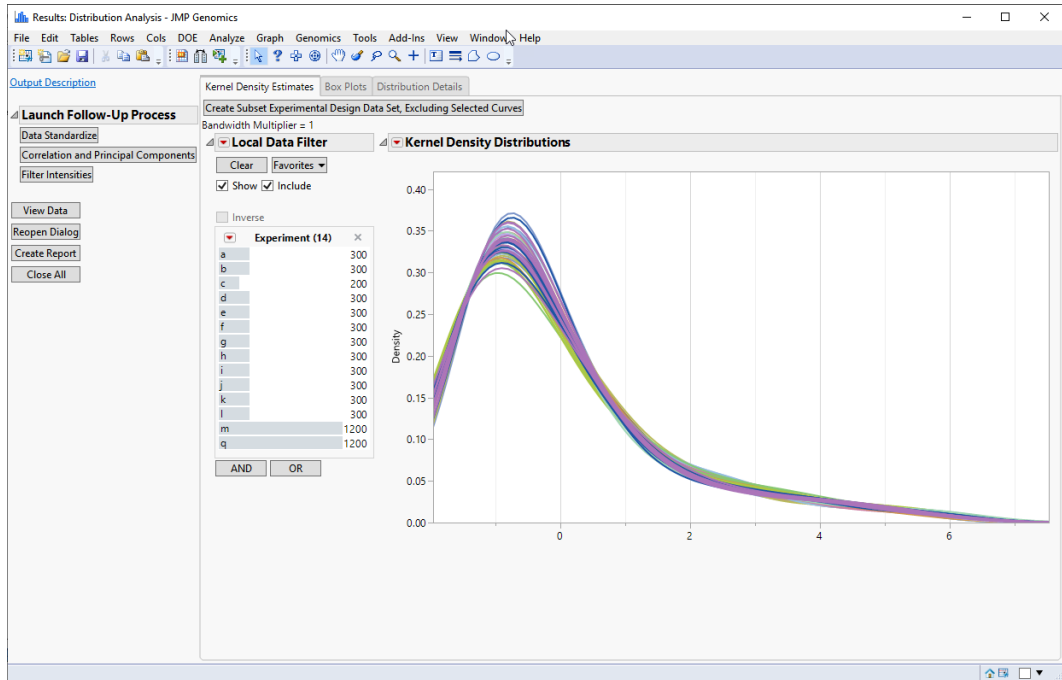 Results: Distribution Analysis - JMP Genomics
File Edit Tables Rows Cols DOE Analyze Graph Genomics Tools Add-Ins View Window Help
Output Description
Launch Follow-Up Process
Data Standardize
Correlation and Principal Components
Filter Intensities
View Data
Reopen Dialog
Create Report
Close All
Kernel Density Estimates Box Plots Distribution Details
Create Subset Experimental Design Data Set, Excluding Selected Curves
Bandwidth Multiplier = 1
Local Data Filter
Clear Favorites
Show Include
Inverse
Experiment (14)
a 300
b 300
c 200
d 300
e 300
f 300
g 300
h 300
i 300
j 300
k 300
l 300
m 1200
q 1200
AND OR
Kernel Density Distributions
Density
0.40
0.35
0.30
0.25
0.20
0.15
0.10
0.05
0.00
0 2 4 6